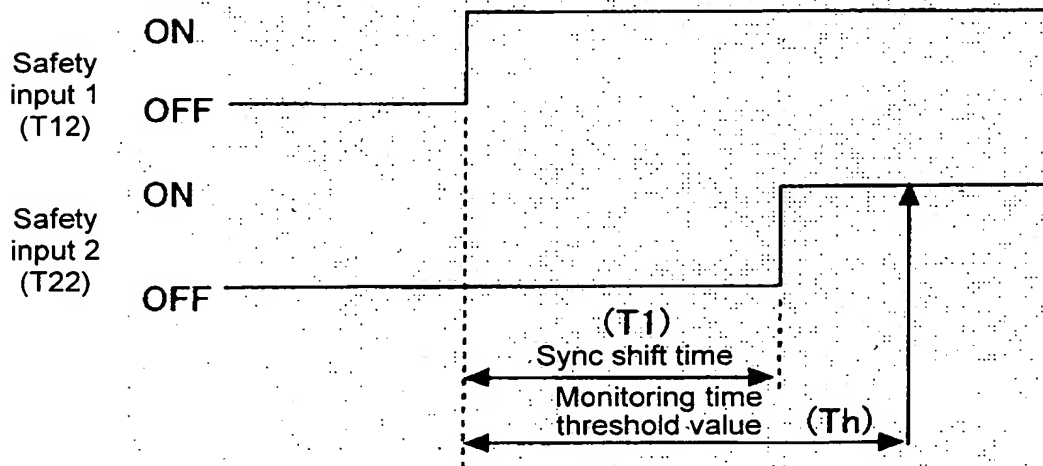 ON
Safety
input 1
(T12)
OFF
ON
Safety
input 2
(T22)
OFF
(T1)
Sync shift time
Monitoring time
threshold value (Th)